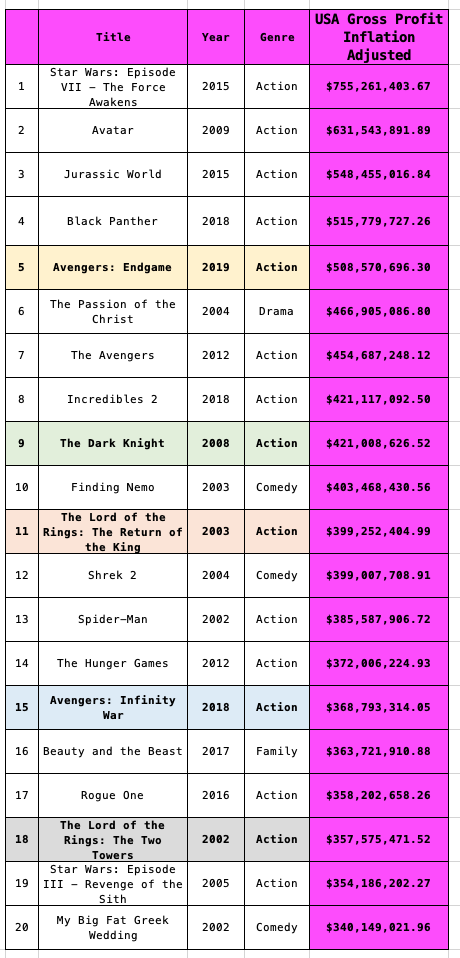 Title Year Genre USA Gross Profit
Inflation
Adjusted
1 Star Wars: Episode
VII – The Force
Awakens 2015 Action $755,261,403.67
2 Avatar 2009 Action $631,543,891.89
3 Jurassic World 2015 Action $548,455,016.84
4 Black Panther 2018 Action $515,779,727.26
5 Avengers: Endgame 2019 Action $508,570,696.30
6 The Passion of the
Christ 2004 Drama $466,905,086.80
7 The Avengers 2012 Action $454,687,248.12
8 Incredibles 2 2018 Action $421,117,092.50
9 The Dark Knight 2008 Action $421,008,626.52
10 Finding Nemo 2003 Comedy $403,468,430.56
11 The Lord of the
Rings: The Return of
the King 2003 Action $399,252,404.99
12 Shrek 2 2004 Comedy $399,007,708.91
13 Spider–Man 2002 Action $385,587,906.72
14 The Hunger Games 2012 Action $372,006,224.93
15 Avengers: Infinity
War 2018 Action $368,793,314.05
16 Beauty and the Beast 2017 Family $363,721,910.88
17 Rogue One 2016 Action $358,202,658.26
18 The Lord of the
Rings: The Two
Towers 2002 Action $357,575,471.52
19 Star Wars: Episode
III – Revenge of the
Sith 2005 Action $354,186,202.27
20 My Big Fat Greek
Wedding 2002 Comedy $340,149,021.96